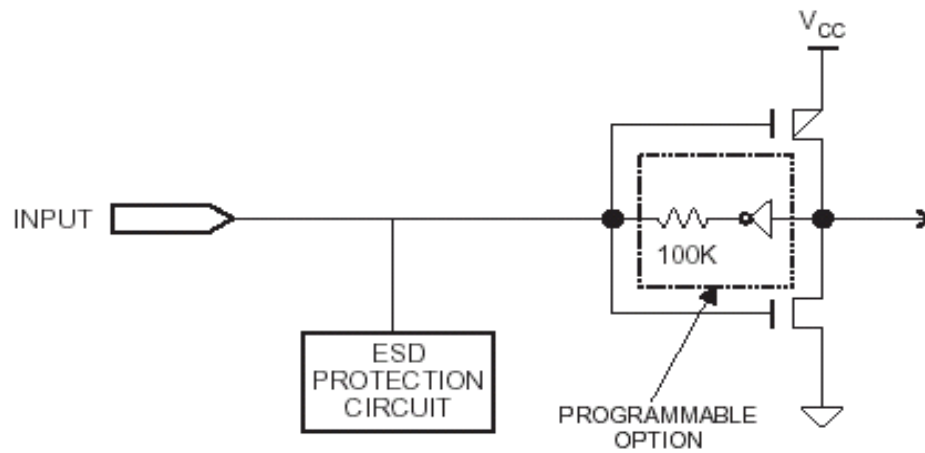 VCC
INPUT
100K
ESD
PROTECTION
CIRCUIT
PROGRAMMABLE
OPTION